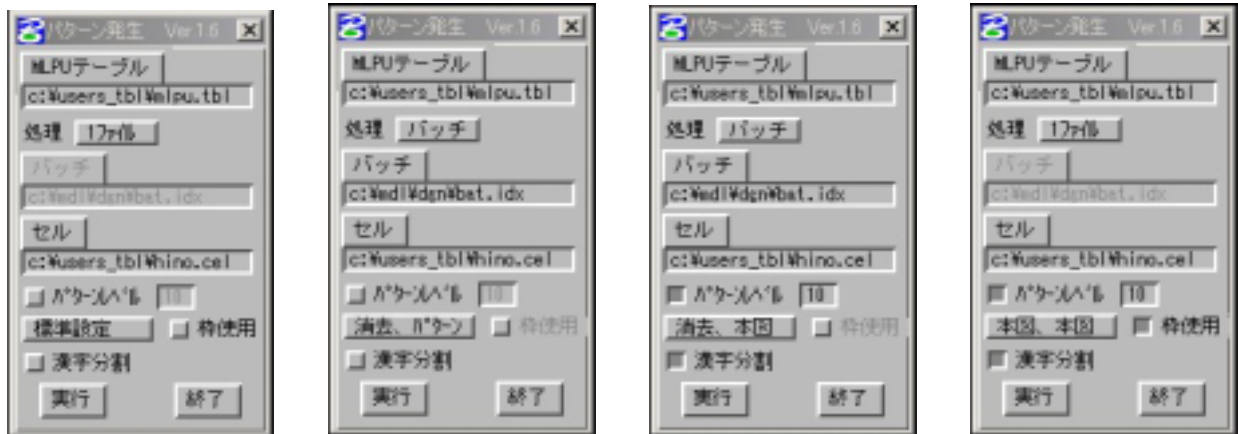 パターン発生 Ver.1.6
MLPUテーブル
c:¥users_tbl¥mlpu.tbl
処理 1ファイル
バッチ
c:¥mdl¥dgn¥bat.idx
セル
c:¥users_tbl¥hino.cel
パターンレベル 10
標準設定 枠使用
漢字分割
実行 終了
パターン発生 Ver.1.6
MLPUテーブル
c:¥users_tbl¥mlpu.tbl
処理 バッチ
バッチ
c:¥mdl¥dgn¥bat.idx
セル
c:¥users_tbl¥hino.cel
パターンレベル 10
消去、パターン 枠使用
漢字分割
実行 終了
パターン発生 Ver.1.6
MLPUテーブル
c:¥users_tbl¥mlpu.tbl
処理 バッチ
バッチ
c:¥mdl¥dgn¥bat.idx
セル
c:¥users_tbl¥hino.cel
パターンレベル 10
消去、本図 枠使用
漢字分割
実行 終了
パターン発生 Ver.1.6
MLPUテーブル
c:¥users_tbl¥mlpu.tbl
処理 1ファイル
バッチ
c:¥mdl¥dgn¥bat.idx
セル
c:¥users_tbl¥hino.cel
パターンレベル 10
本図、本図 枠使用
漢字分割
実行 終了